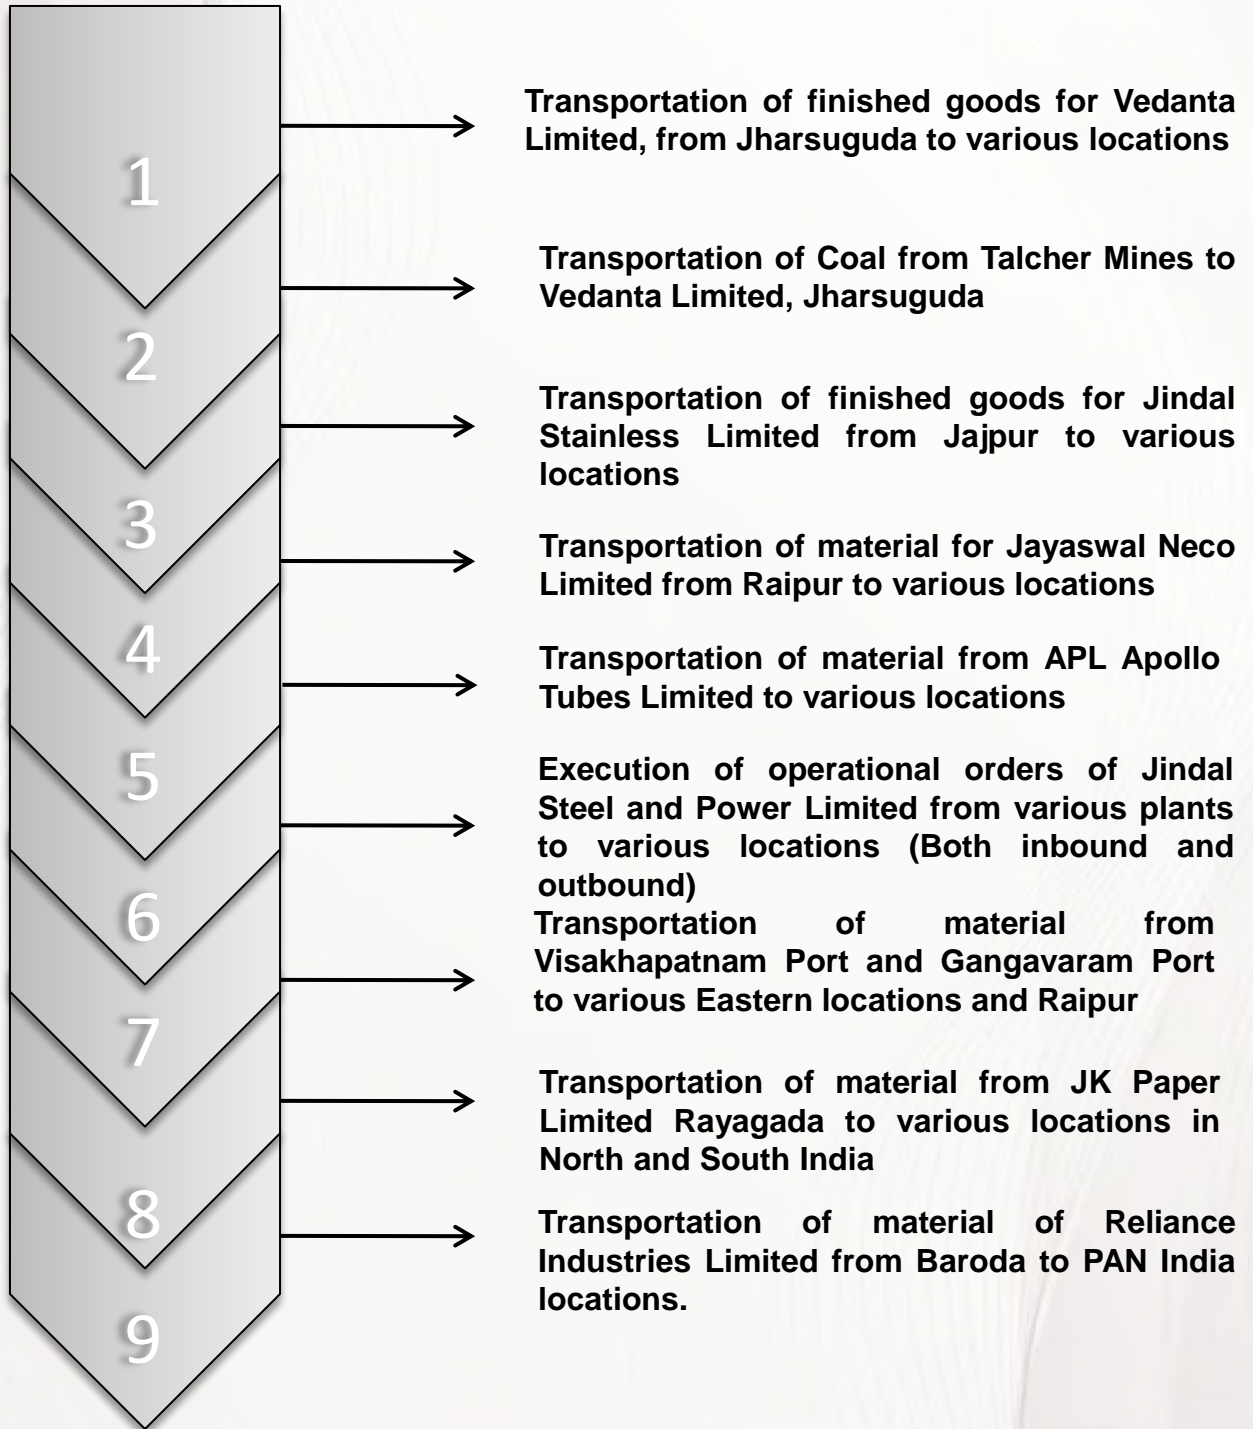 1
Transportation of finished goods for Vedanta
Limited, from Jharsuguda to various locations
2
Transportation of Coal from Talcher Mines to
Vedanta Limited, Jharsuguda
3
Transportation of finished goods for Jindal
Stainless Limited from Jajpur to various
locations
4
Transportation of material for Jayaswal Neco
Limited from Raipur to various locations
5
Transportation of material from APL Apollo
Tubes Limited to various locations
6
Execution of operational orders of Jindal
Steel and Power Limited from various plants
to various locations (Both inbound and
outbound)
7
Transportation of material from
Visakhapatnam Port and Gangavaram Port
to various Eastern locations and Raipur
8
Transportation of material from JK Paper
Limited Rayagada to various locations in
North and South India
9
Transportation of material of Reliance
Industries Limited from Baroda to PAN India
locations.